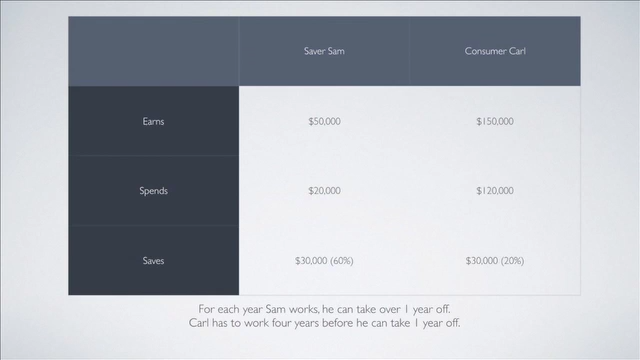 Saver Sam Consumer Carl
Earns $50,000 $150,000
Spends $20,000 $120,000
Saves $30,000 (60%) $30,000 (20%)
For each year Sam works, he can take over 1 year off.
Carl has to work four years before he can take 1 year off.